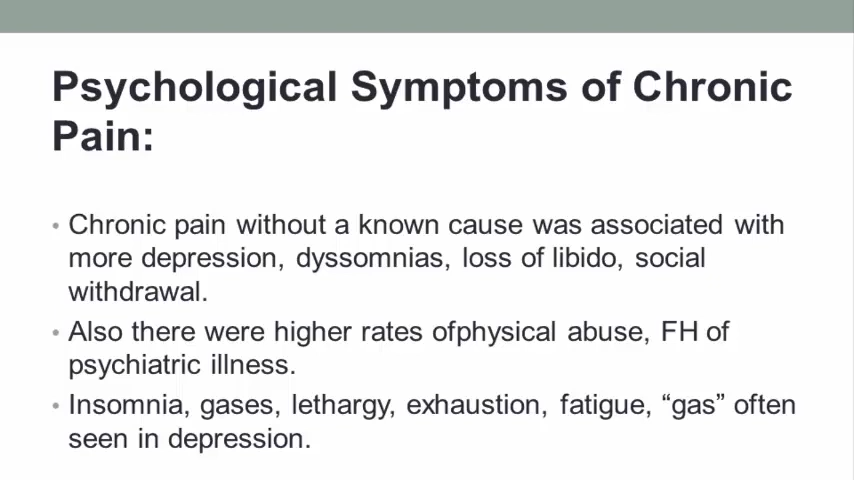 Psychological Symptoms of Chronic
Pain:
• Chronic pain without a known cause was associated with
more depression, dyssomnias, loss of libido, social
withdrawal.
• Also there were higher rates ofphysical abuse, FH of
psychiatric illness.
• Insomnia, gases, lethargy, exhaustion, fatigue, “gas” often
seen in depression.